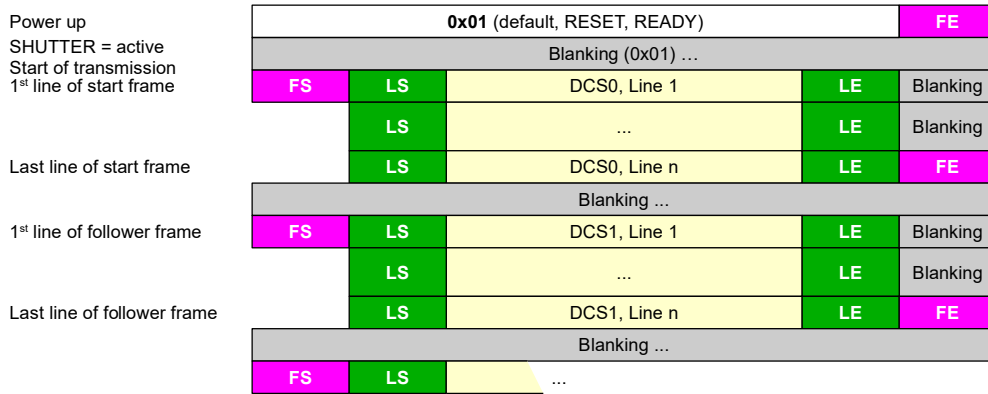 Power up 0x01 (default, RESET, READY) FE
SHUTTER = active Blanking (0x01) …
Start of transmission
1st line of start frame FS LS DCS0, Line 1 LE Blanking
LS ... LE Blanking
Last line of start frame LS DCS0, Line n LE FE
Blanking ...
1st line of follower frame FS LS DCS1, Line 1 LE Blanking
LS ... LE Blanking
Last line of follower frame LS DCS1, Line n LE FE
Blanking ...
FS LS ...